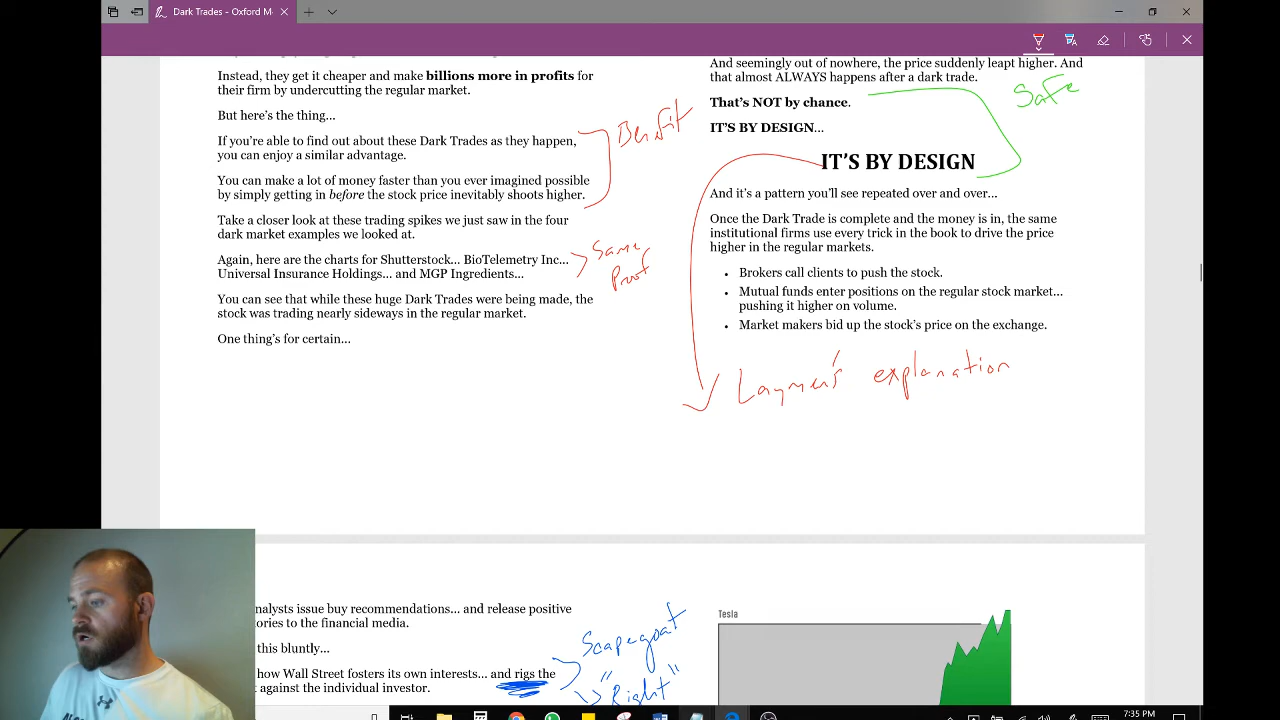 Dark Trades - Oxford M
Instead, they get it cheaper and make billions more in profits for
their firm by undercutting the regular market.
But here's the thing...
If you're able to find out about these Dark Trades as they happen,
you can enjoy a similar advantage.
Benefit
You can make a lot of money faster than you ever imagined possible
by simply getting in before the stock price inevitably shoots higher.
Take a closer look at these trading spikes we just saw in the four
dark market examples we looked at.
Again, here are the charts for Shutterstock... BioTelemetry Inc...
Universal Insurance Holdings... and MGP Ingredients...
Same
Proof
You can see that while these huge Dark Trades were being made, the
stock was trading nearly sideways in the regular market.
One thing's for certain...
And seemingly out of nowhere, the price suddenly leapt higher. And
that almost ALWAYS happens after a dark trade.
Safe
That's NOT by chance.
IT'S BY DESIGN...
IT'S BY DESIGN
And it's a pattern you'll see repeated over and over...
Once the Dark Trade is complete and the money is in, the same
institutional firms use every trick in the book to drive the price
higher in the regular markets.
• Brokers call clients to push the stock.
• Mutual funds enter positions on the regular stock market...
pushing it higher on volume.
• Market makers bid up the stock's price on the exchange.
Laymen's explanation
nalysts issue buy recommendations... and release positive
ories to the financial media.
this bluntly...
how Wall Street fosters its own interests... and rigs the
t against the individual investor.
Scapegoat
"Right"
Tesla
7:35 PM